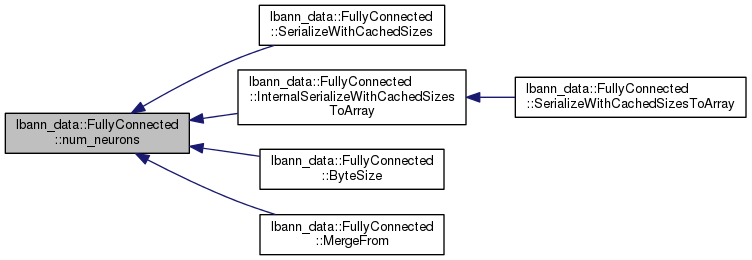 lbann_data::FullyConnected
::num_neurons
lbann_data::FullyConnected
::SerializeWithCachedSizes
lbann_data::FullyConnected
::InternalSerializeWithCachedSizes
ToArray
lbann_data::FullyConnected
::SerializeWithCachedSizesToArray
lbann_data::FullyConnected
::ByteSize
lbann_data::FullyConnected
::MergeFrom